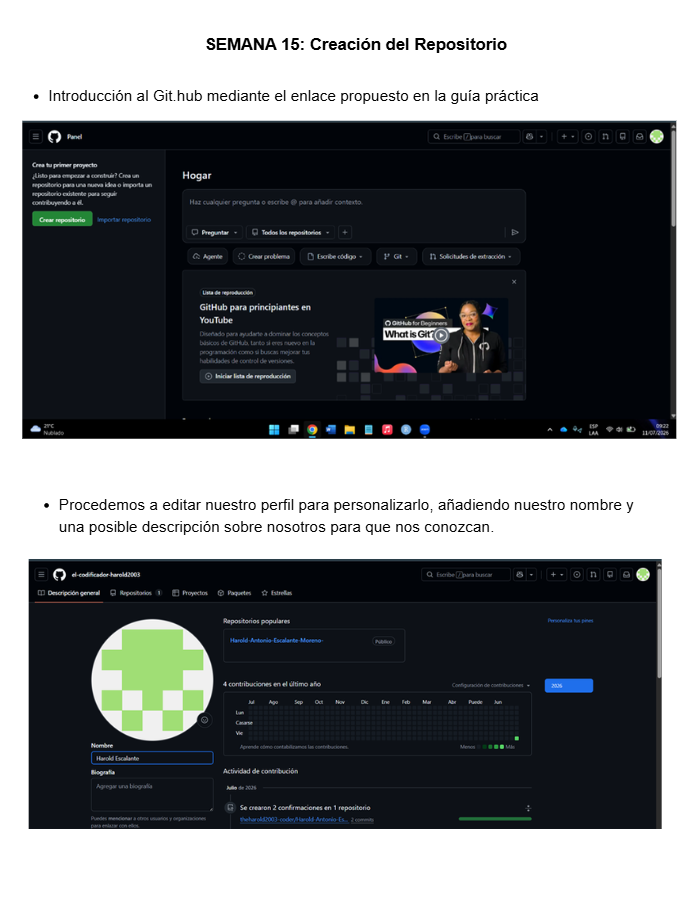 SEMANA 15: Creación del Repositorio
• Introducción al Git.hub mediante el enlace propuesto en la guía práctica
Panel
Escribe / para buscar
Crea tu primer proyecto
¿Listo para empezar a construir? Crea un
repositorio para una nueva idea o importa un
repositorio existente para seguir
contribuyendo a él.
Crear repositorio
Importar repositorio
Hogar
Haz cualquier pregunta o escribe @ para añadir contexto.
Preguntar
Todos los repositorios
Agente
Crear problema
Escribe código
Git
Solicitudes de extracción
Lista de reproducción
GitHub para principiantes en
YouTube
Diseñado para ayudarte a dominar los conceptos
básicos de GitHub, tanto si eres nuevo en la
programación como si buscas mejorar tus
habilidades de control de versiones.
Iniciar lista de reproducción
GitHub for Beginners
What is Git?
21°C
Nublado
ESP
LAA
09:22
11/07/2026
• Procedemos a editar nuestro perfil para personalizarlo, añadiendo nuestro nombre y
una posible descripción sobre nosotros para que nos conozcan.
el-codificador-harold2003
Escribe / para buscar
Descripción general
Repositorios 1
Proyectos
Paquetes
Estrellas
Repositorios populares
Personaliza tus pines
Harold-Antonio-Escalante-Moreno-
Público
4 contribuciones en el último año
Configuración de contribuciones
2026
Jul Ago Sep Oct Nov Dic Ene Feb Mar Abr Puede Jun
Lun
Casarse
Vie
Aprende cómo contabilizamos las contribuciones.
Menos
Más
Nombre
Harold Escalante
Biografía
Agregar una biografía
Puedes mencionar a otros usuarios y organizaciones
para enlazar con ellos.
Actividad de contribución
Julio de 2026
Se crearon 2 confirmaciones en 1 repositorio
theharold2003-coder/Harold-Antonio-Es... 2 commits